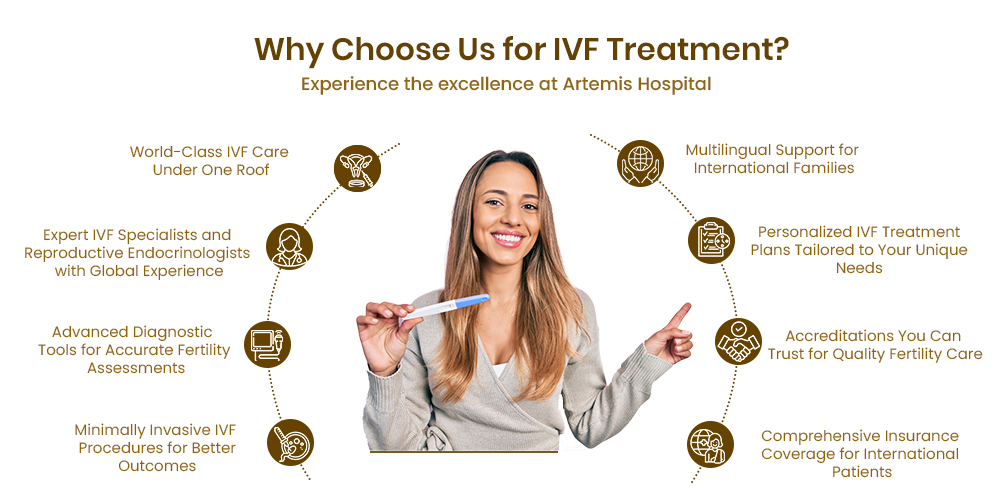 Why Choose Us for IVF Treatment?
Experience the excellence at Artemis Hospital
World-Class IVF Care
Under One Roof
Expert IVF Specialists and
Reproductive Endocrinologists
with Global Experience
Advanced Diagnostic
Tools for Accurate Fertility
Assessments
Minimally Invasive IVF
Procedures for Better
Outcomes
Multilingual Support for
International Families
Personalized IVF Treatment
Plans Tailored to Your Unique
Needs
Accreditations You Can
Trust for Quality Fertility Care
Comprehensive Insurance
Coverage for International
Patients